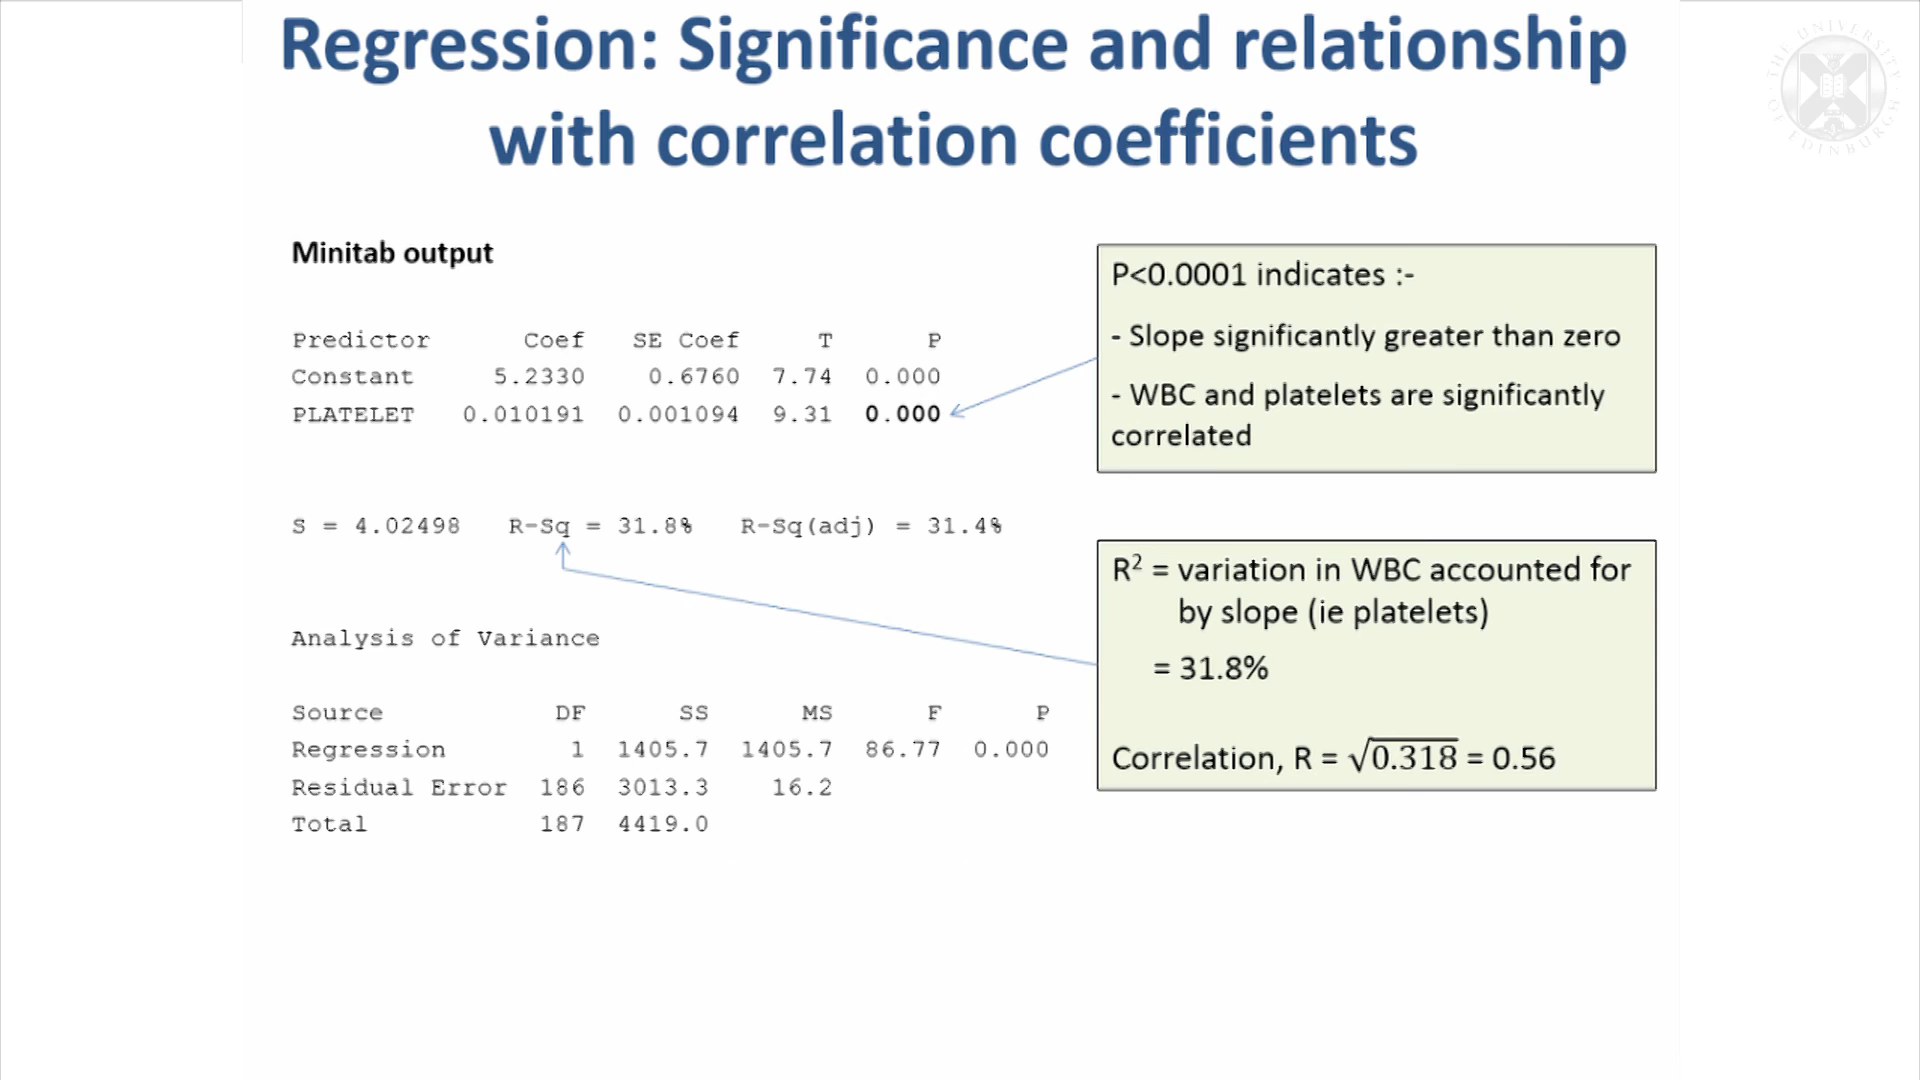 Regression: Significance and relationship
with correlation coefficients
THE UNIVERSITY OF EDINBURGH
Minitab output
Predictor Coef SE Coef T P
Constant 5.2330 0.6760 7.74 0.000
PLATELET 0.010191 0.001094 9.31 0.000
S = 4.02498 R-Sq = 31.8% R-Sq(adj) = 31.4%
Analysis of Variance
Source DF SS MS F P
Regression 1 1405.7 1405.7 86.77 0.000
Residual Error 186 3013.3 16.2
Total 187 4419.0
P<0.0001 indicates :-
- Slope significantly greater than zero
- WBC and platelets are significantly
correlated
R² = variation in WBC accounted for
by slope (ie platelets)
= 31.8%
Correlation, R = √0.318 = 0.56